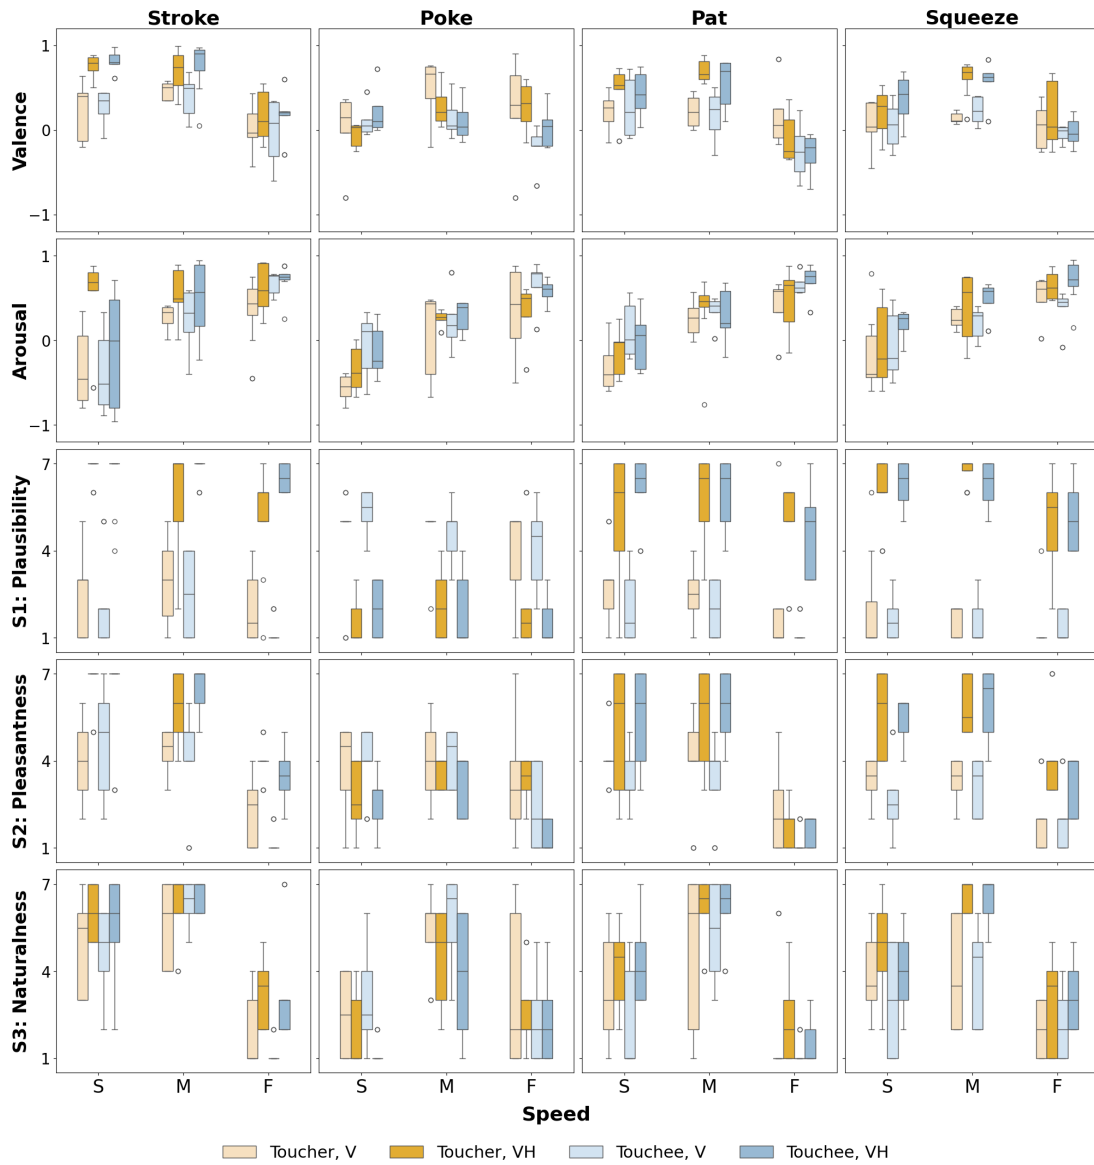 Stroke Poke Pat Squeeze
Valence
1
0
−1
Arousal
1
0
−1
S1: Plausibility
7
4
1
S2: Pleasantness
7
4
1
S3: Naturalness
7
4
1
S M F S M F S M F S M F
Speed
Toucher, V Toucher, VH Touchee, V Touchee, VH